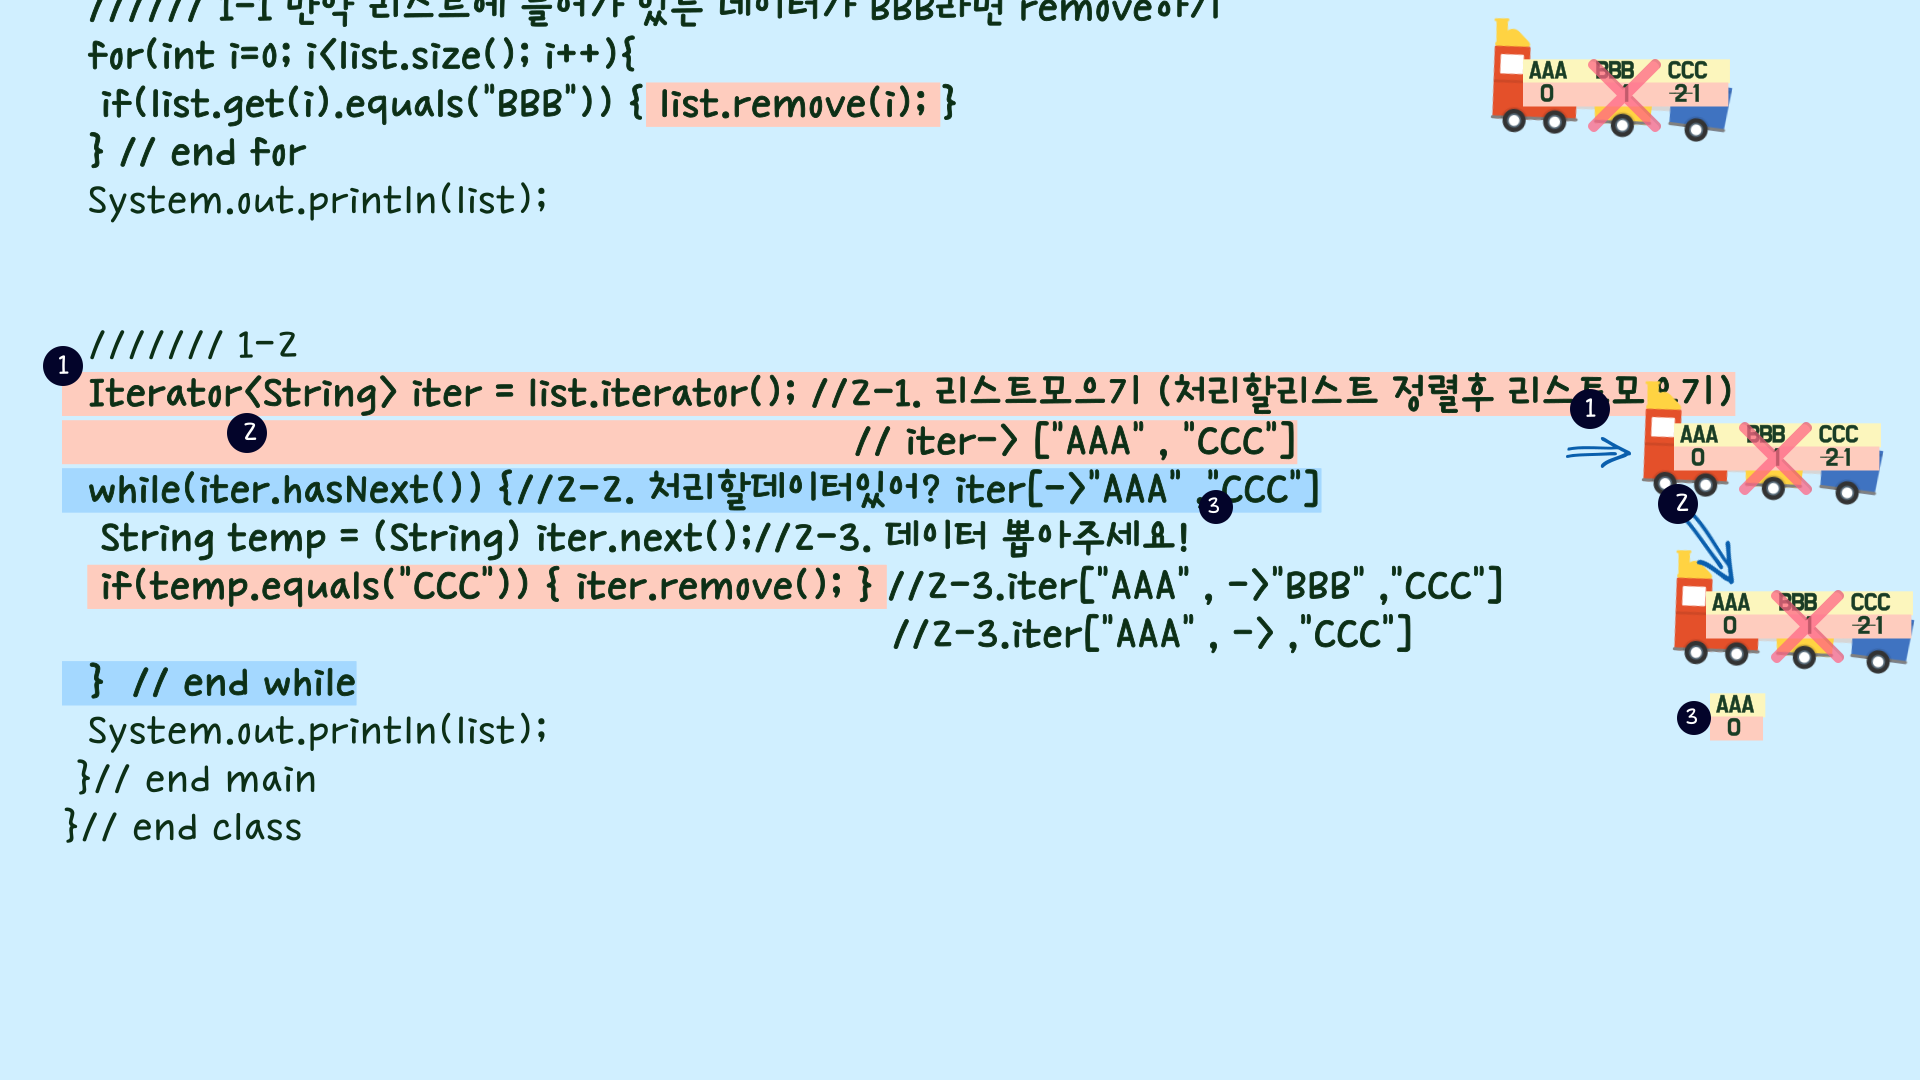 ////// 1-1 만약 리스트에 들어가 있는 데이터가 BBB라면 remove하기
for(int i=0; i<list.size(); i++){
if(list.get(i).equals("BBB")) { list.remove(i); }
} // end for
System.out.println(list);
AAA BBB CCC
0 1 2 1
/////// 1-2
1
Iterator<String> iter = list.iterator(); //2-1. 리스트모으기 (처리할리스트 정렬후 리스트모으기)
2
// iter-> ["AAA" , "CCC"]
while(iter.hasNext()) {//2-2. 처리할데이터있어? iter[->"AAA" ,"CCC"]
3
String temp = (String) iter.next();//2-3. 데이터 뽑아주세요!
if(temp.equals("CCC")) { iter.remove(); } //2-3.iter["AAA" , ->"BBB" ,"CCC"]
//2-3.iter["AAA" , -> ,"CCC"]
} // end while
System.out.println(list);
}// end main
}// end class
1
AAA BBB CCC
0 1 2 1
2
AAA BBB CCC
0 1 2 1
3
AAA
0